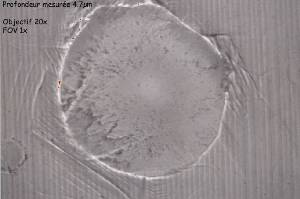 Profondeur mesurée 4.7µm
Objectif 20x
FOV 1x